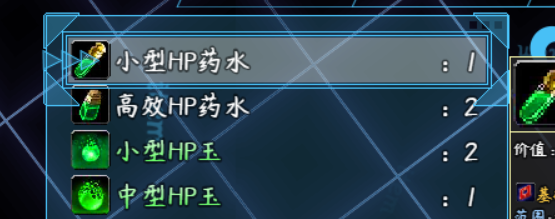 小型HP药水 : 1
高效HP药水 : 2
小型HP玉 : 2
中型HP玉 : 1
价值: